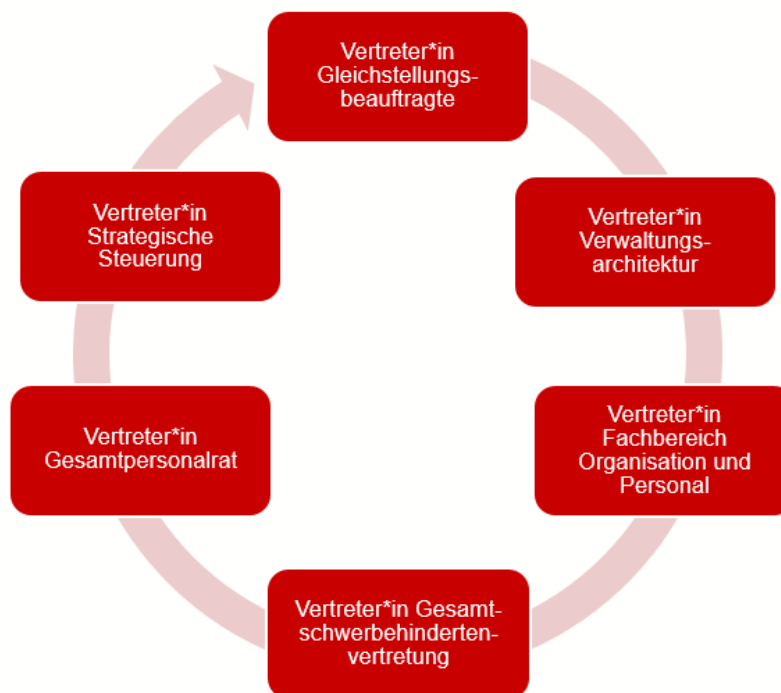 Vertreter*in
Gleichstellungs-
beauftragte
Vertreter*in
Verwaltungs-
architektur
Vertreter*in
Fachbereich
Organisation und
Personal
Vertreter*in Gesamt-
schwerbehinderten-
vertretung
Vertreter*in
Gesamtpersonalrat
Vertreter*in
Strategische
Steuerung